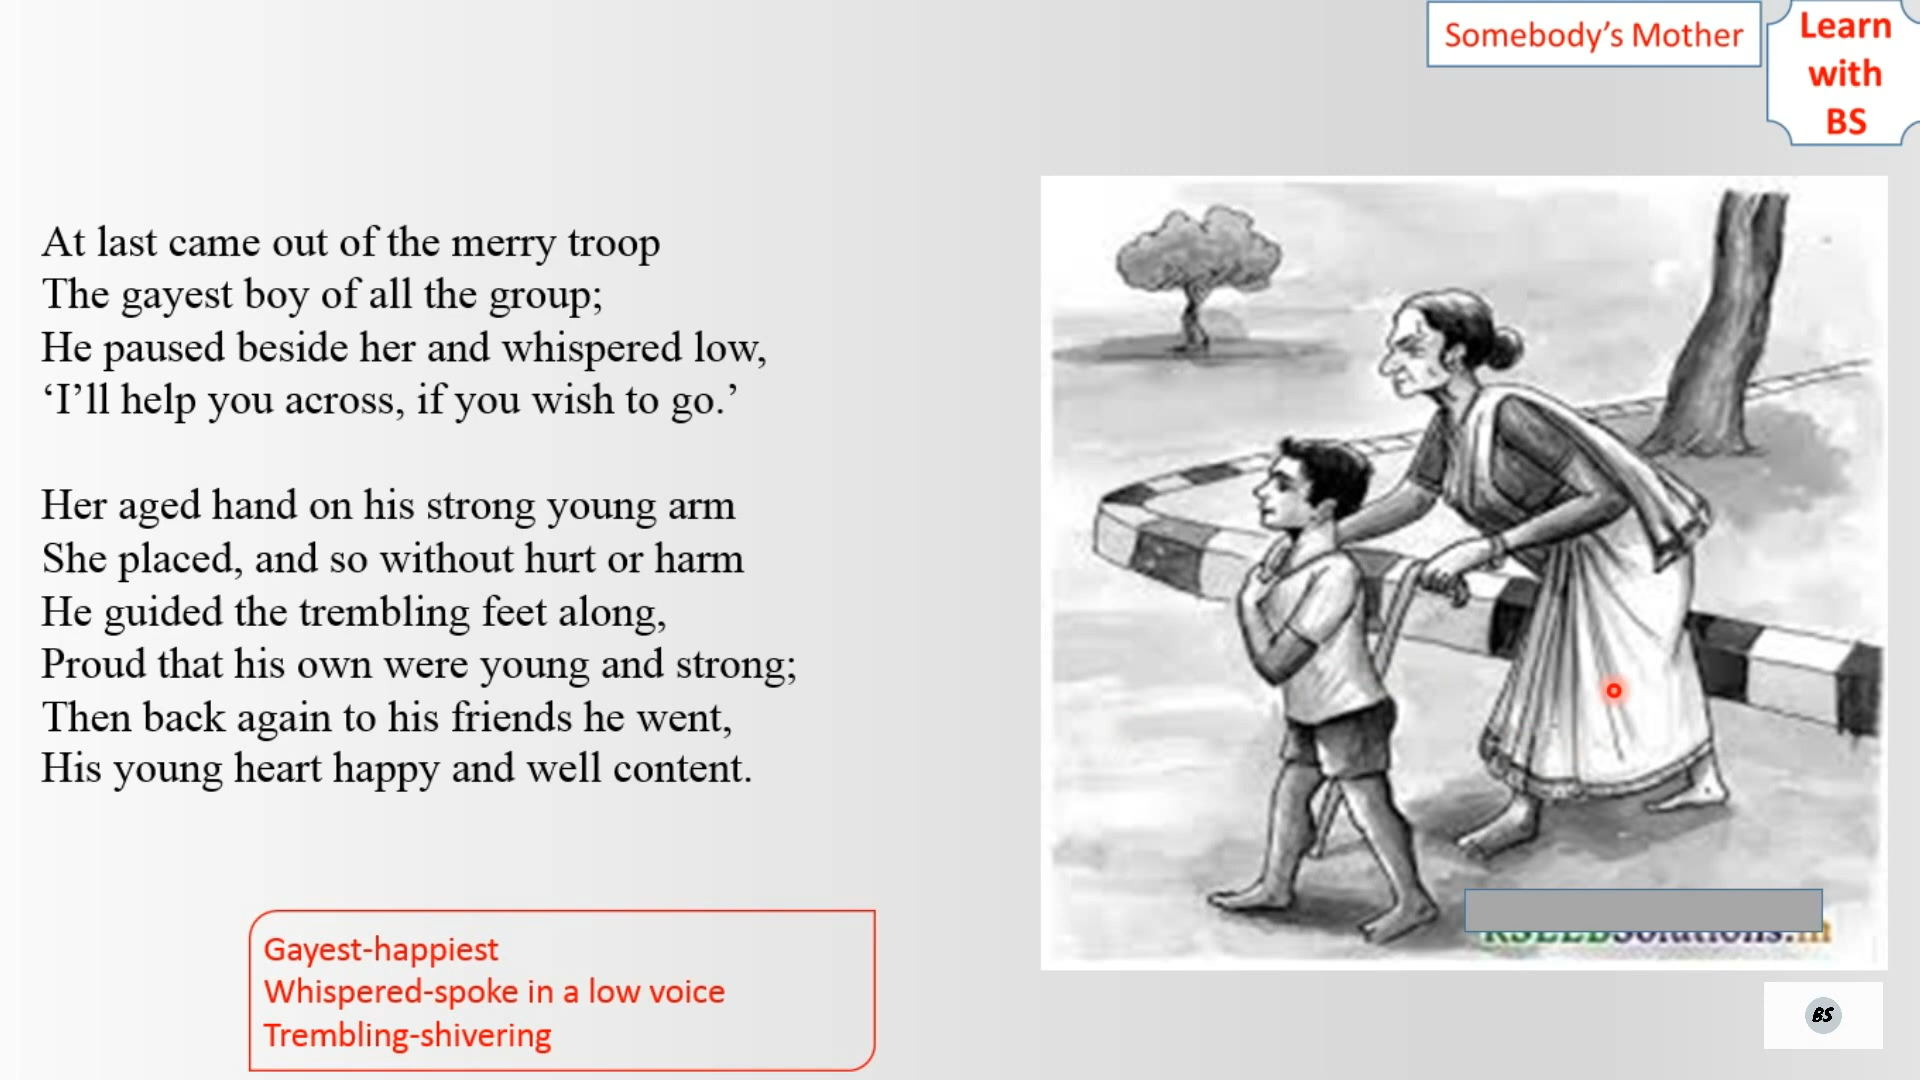 Somebody’s Mother
Learn
with
BS
At last came out of the merry troop
The gayest boy of all the group;
He paused beside her and whispered low,
‘I’ll help you across, if you wish to go.’
Her aged hand on his strong young arm
She placed, and so without hurt or harm
He guided the trembling feet along,
Proud that his own were young and strong;
Then back again to his friends he went,
His young heart happy and well content.
Gayest-happiest
Whispered-spoke in a low voice
Trembling-shivering
BS